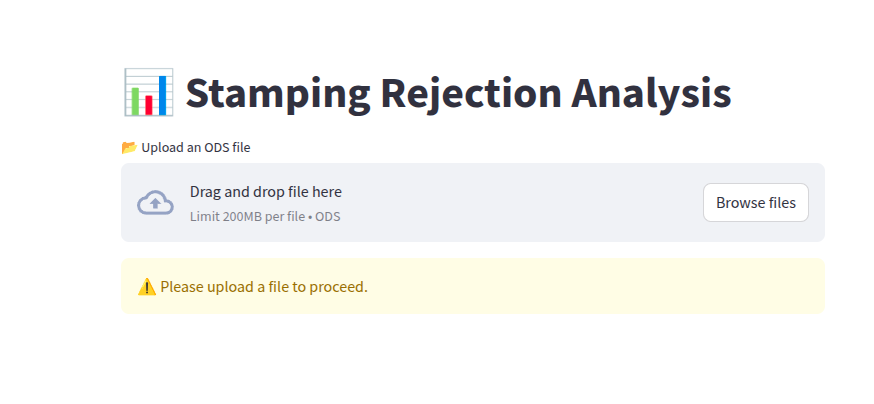 Stamping Rejection Analysis
Upload an ODS file
Drag and drop file here
Limit 200MB per file • ODS
Browse files
Please upload a file to proceed.